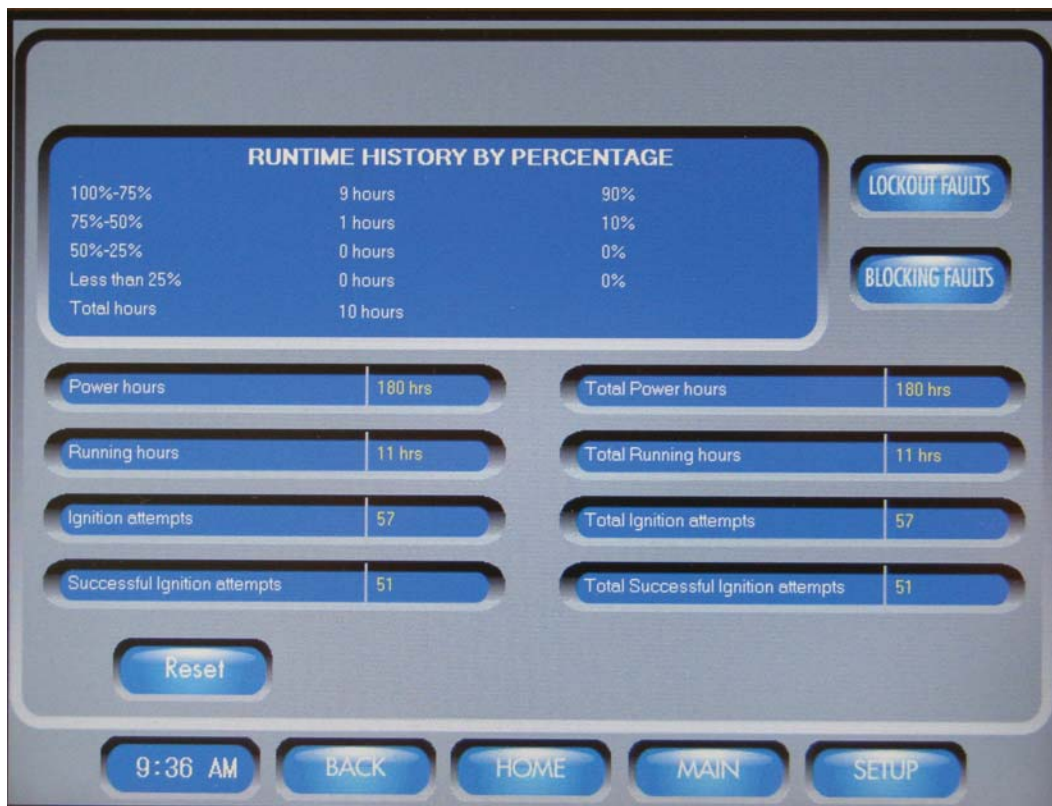 RUNTIME HISTORY BY PERCENTAGE
100%-75% 9 hours 90%
75%-50% 1 hours 10%
50%-25% 0 hours 0%
Less than 25% 0 hours 0%
Total hours 10 hours
LOCKOUT FAULTS
BLOCKING FAULTS
Power hours 180 hrs
Total Power hours 180 hrs
Running hours 11 hrs
Total Running hours 11 hrs
Ignition attempts 57
Total Ignition attempts 57
Successful Ignition attempts 51
Total Successful Ignition attempts 51
Reset
9:36 AM BACK HOME MAIN SETUP